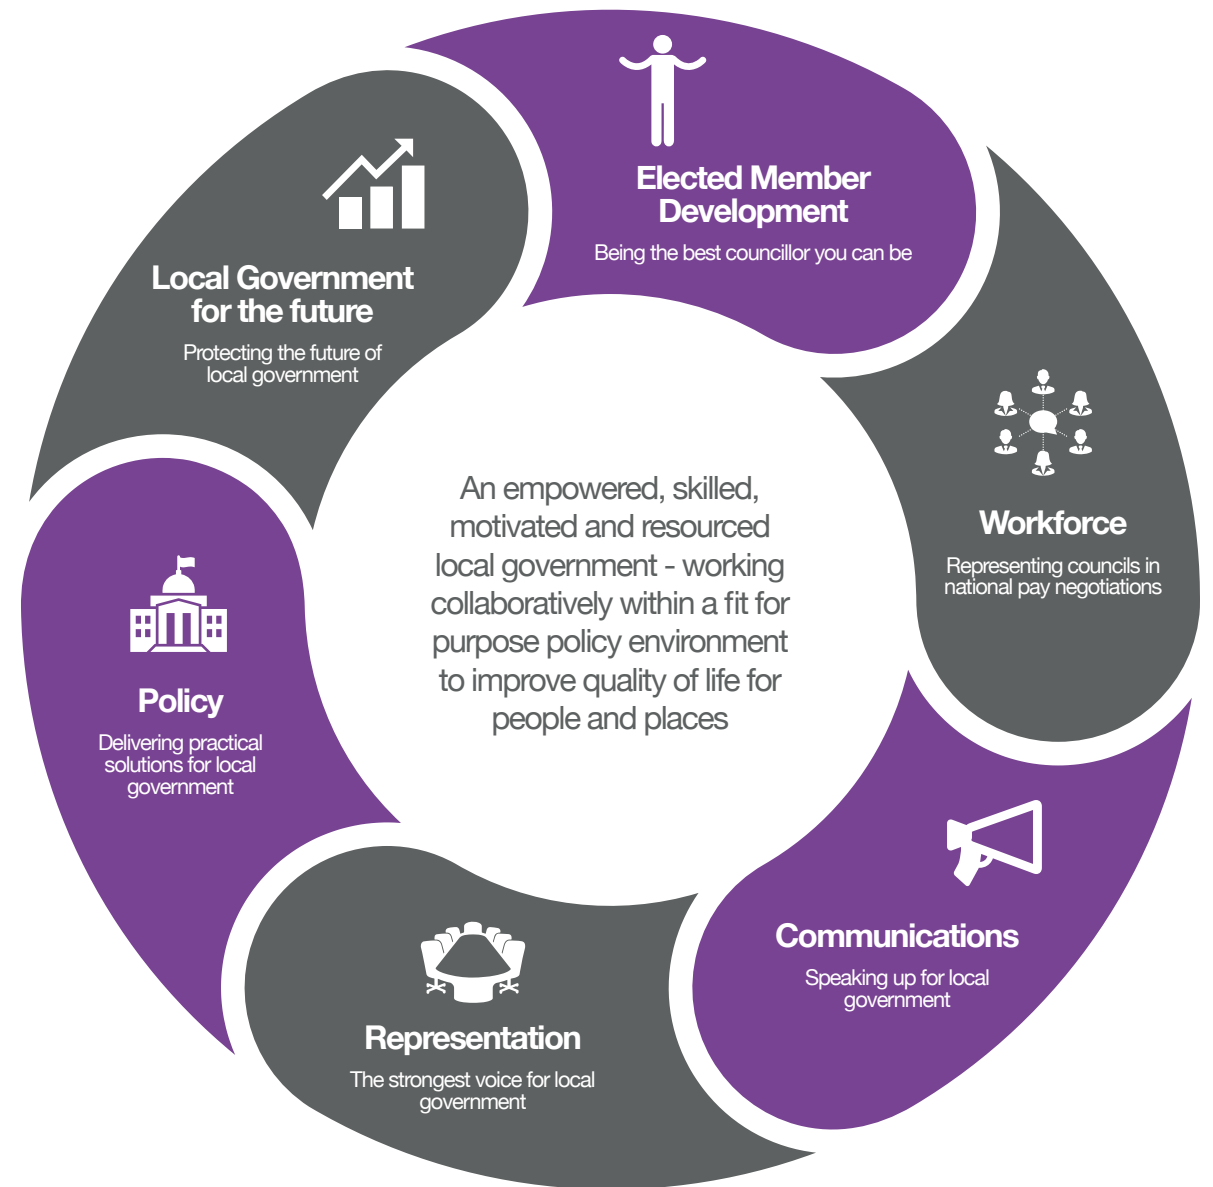 Elected Member
Development
Being the best councillor you can be
Workforce
Representing councils in
national pay negotiations
Communications
Speaking up for local
government
Representation
The strongest voice for local
government
Policy
Delivering practical
solutions for local
government
Local Government
for the future
Protecting the future of
local government
An empowered, skilled,
motivated and resourced
local government - working
collaboratively within a fit for
purpose policy environment
to improve quality of life for
people and places